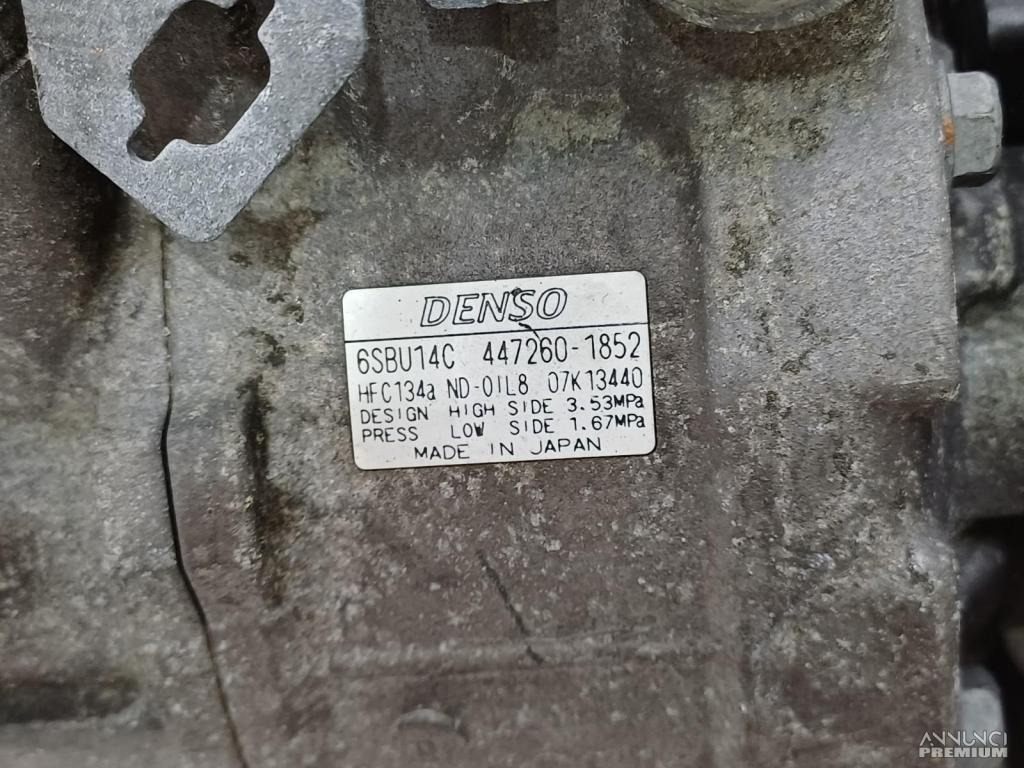 DENSO
6SBU14C 447260-1852
HFC134a ND-OIL8 07K13440
DESIGN HIGH SIDE 3.53MPa
PRESS LOW SIDE 1.67MPa
MADE IN JAPAN
ANNUNCI
PREMIUM